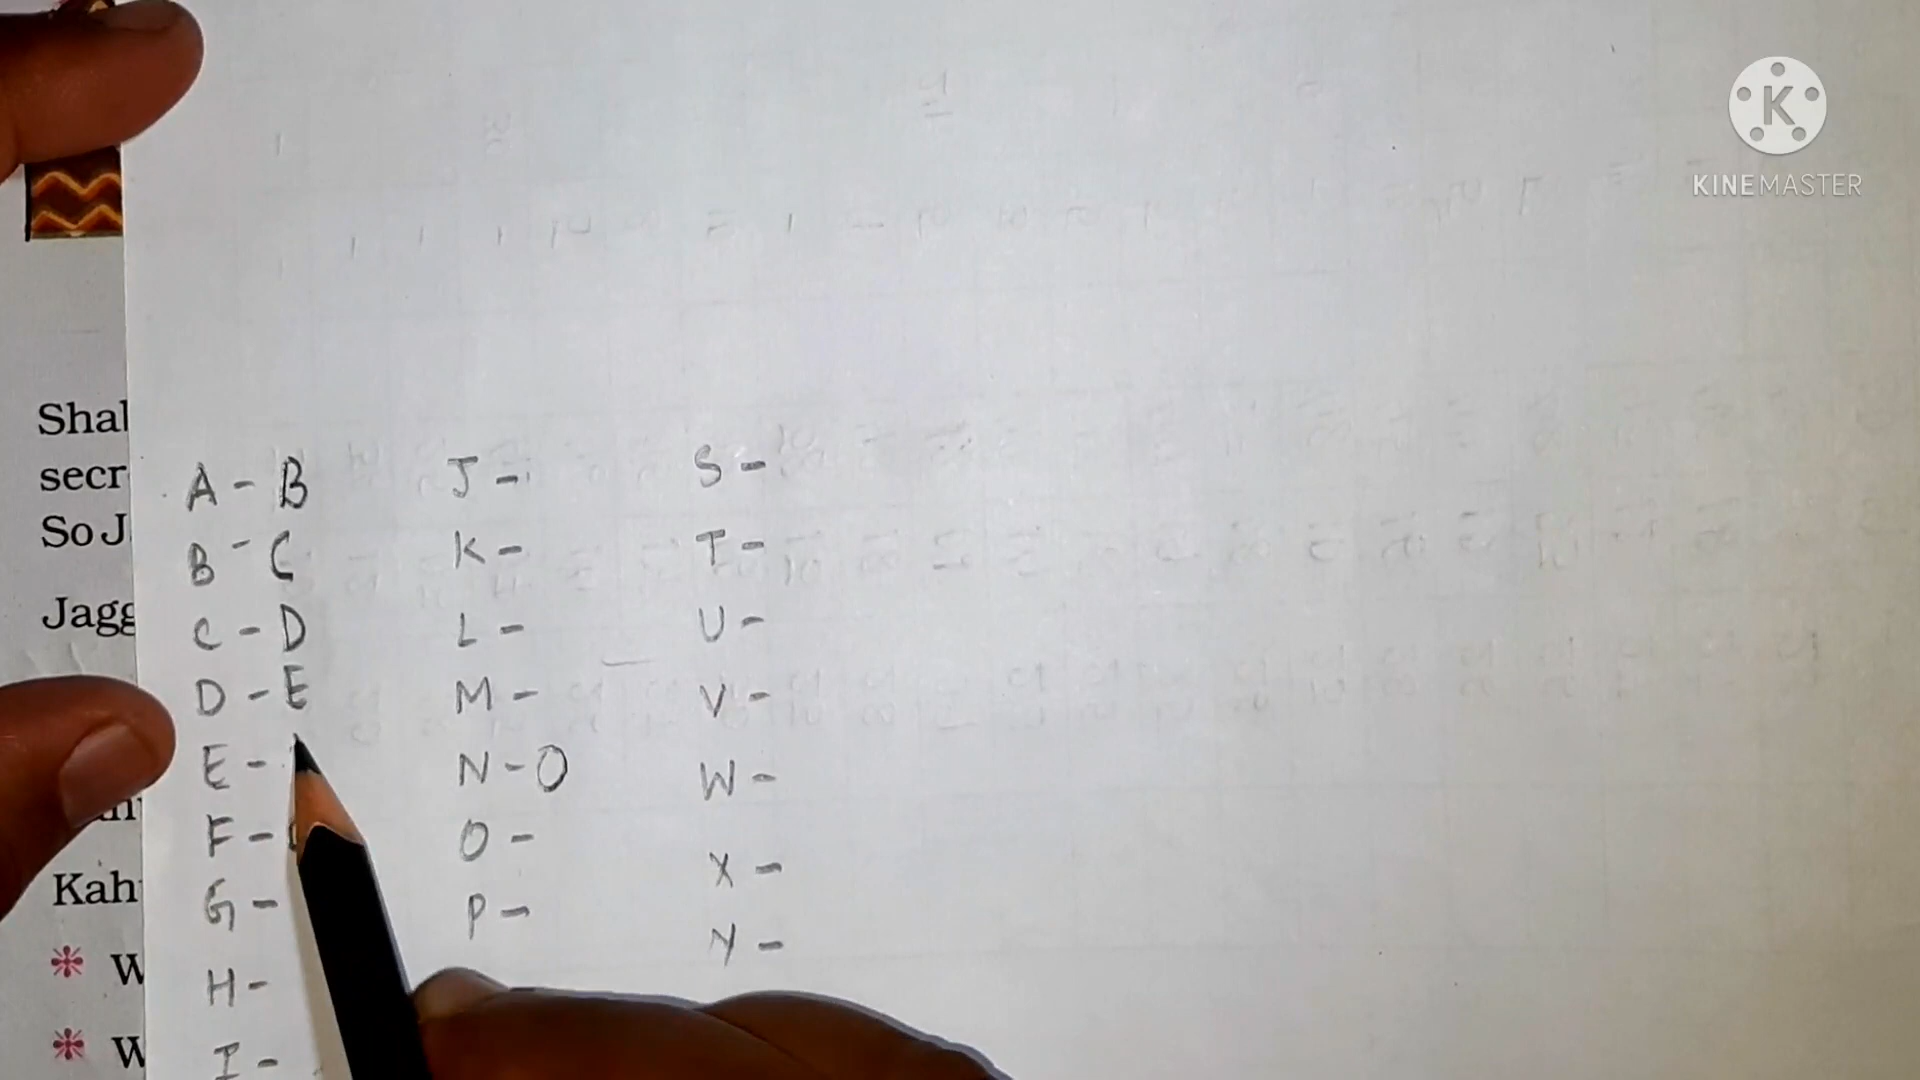 KINEMASTER
Shal
secr
So J
Jagg
Kah
W
W
A - B
B - C
C - D
D - E
E -
F -
G -
H -
I -
J -
K -
L -
M -
N - O
O -
P -
S -
T -
U -
V -
W -
X -
Y -